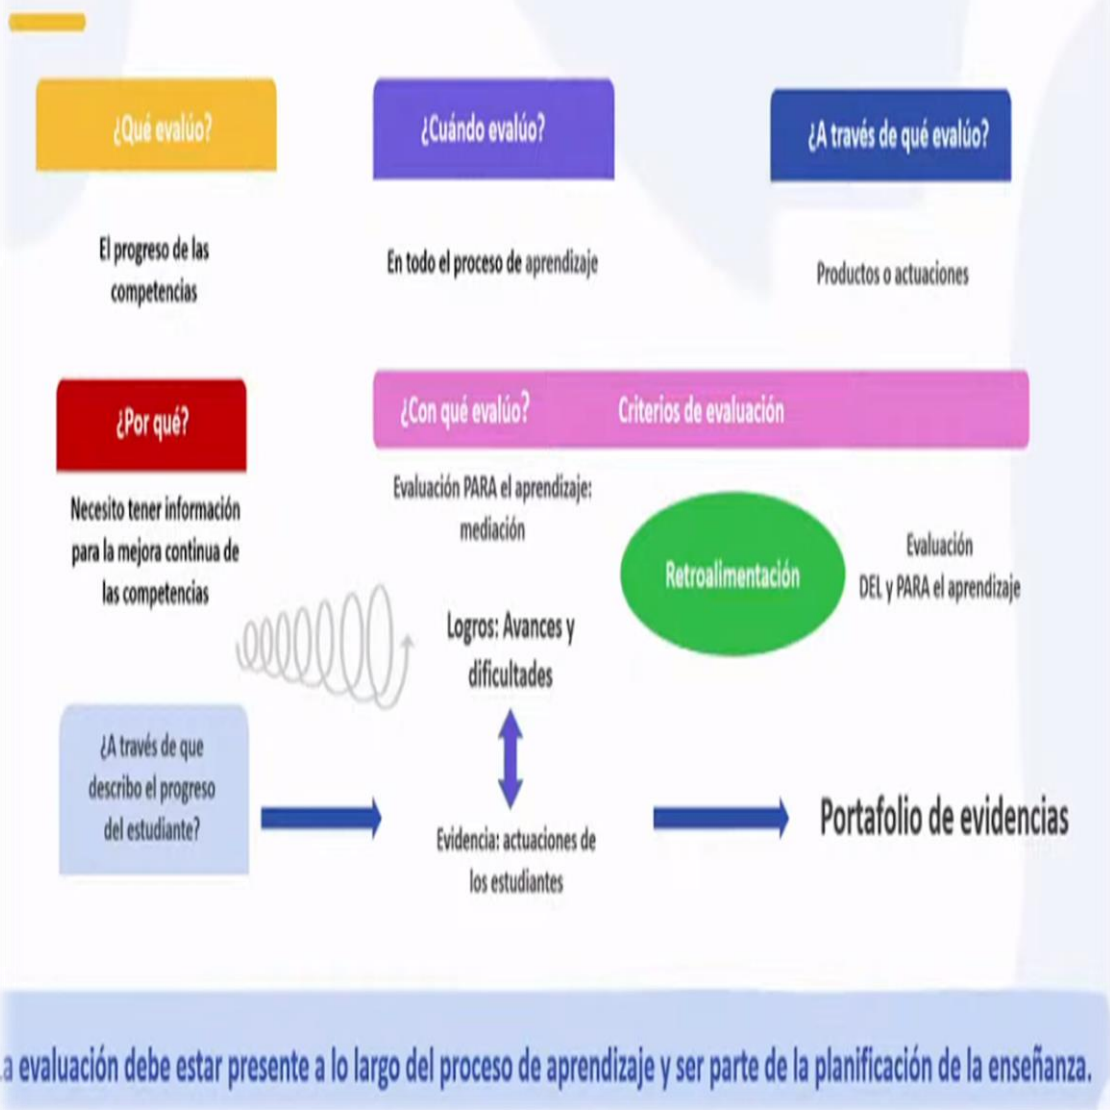 ¿Qué evalúo?
¿Cuándo evalúo?
¿A través de qué evalúo?
El progreso de las
competencias
En todo el proceso de aprendizaje
Productos o actuaciones
¿Por qué?
¿Con qué evalúo?
Criterios de evaluación
Necesito tener información
para la mejora continua de
las competencias
Evaluación PARA el aprendizaje:
mediación
Retroalimentación
Evaluación
DEL y PARA el aprendizaje
Logros: Avances y
dificultades
¿A través de que
describo el progreso
del estudiante?
Evidencia: actuaciones de
los estudiantes
Portafolio de evidencias
La evaluación debe estar presente a lo largo del proceso de aprendizaje y ser parte de la planificación de la enseñanza.